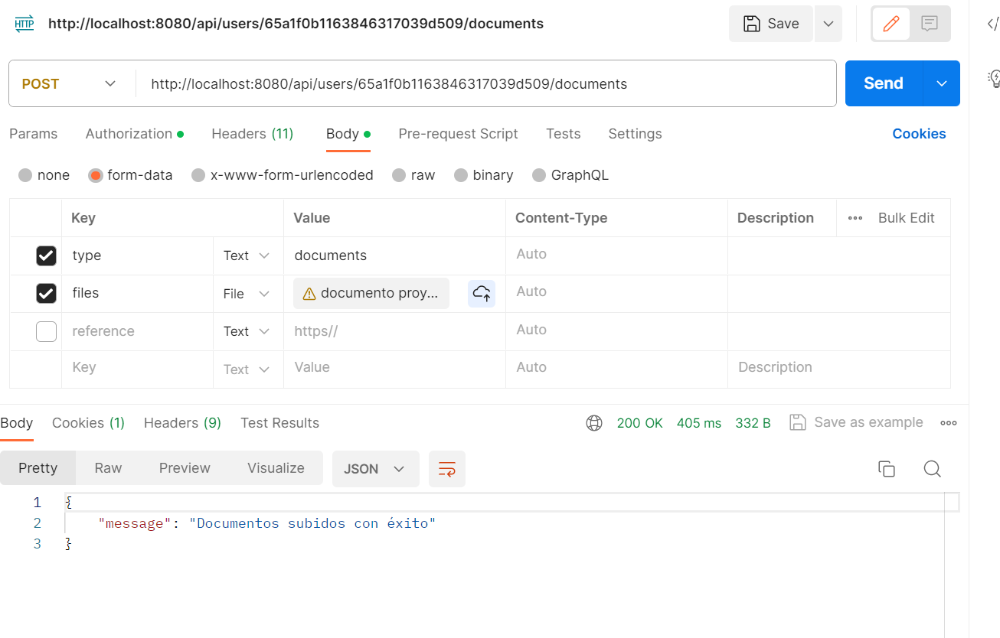 HTTP http://localhost:8080/api/users/65a1f0b1163846317039d509/documents Save
POST http://localhost:8080/api/users/65a1f0b1163846317039d509/documents Send
Params Authorization Headers (11) Body Pre-request Script Tests Settings Cookies
none form-data x-www-form-urlencoded raw binary GraphQL
Key Value Content-Type Description Bulk Edit
type Text documents Auto
files File documento proy... Auto
reference Text https// Auto
Key Text Value Auto Description
Body Cookies (1) Headers (9) Test Results 200 OK 405 ms 332 B Save as example
Pretty Raw Preview Visualize JSON
1 {
2 "message": "Documentos subidos con éxito"
3 }